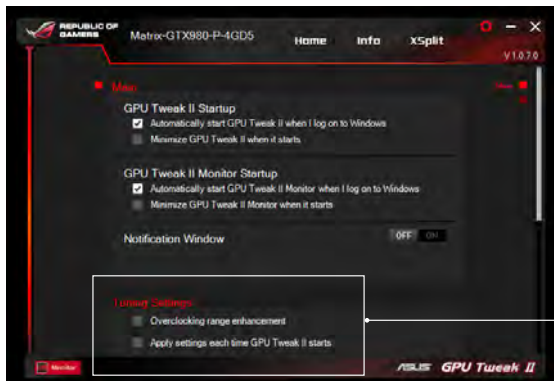 REPUBLIC OF
GAMERS
Matrix-GTX980-P-4GD5
Home
Info
XSplit
V1.0.7.0
Main
GPU Tweak II Startup
Automatically start GPU Tweak II when I log on to Windows
Minimize GPU Tweak II when it starts
GPU Tweak II Monitor Startup
Automatically start GPU Tweak II Monitor when I log on to Windows
Minimize GPU Tweak II Monitor when it starts
Notification Window
OFF ON
Tuning Settings
Overclocking range enhancement
Apply settings each time GPU Tweak II starts
Monitor
ASUS GPU Tweak II